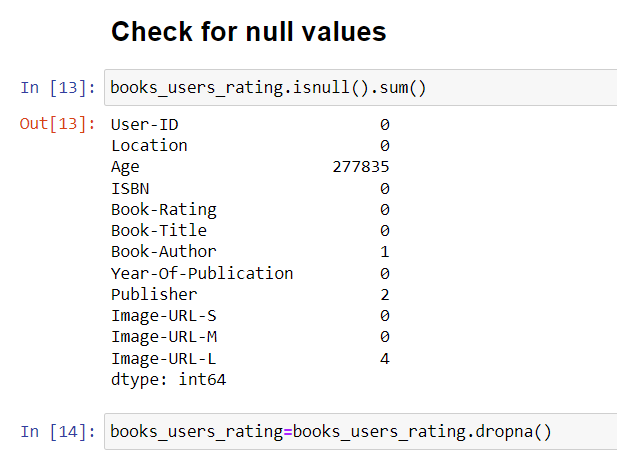 Check for null values
In [13]: books_users_rating.isnull().sum()
Out[13]: User-ID 0
Location 0
Age 277835
ISBN 0
Book-Rating 0
Book-Title 0
Book-Author 1
Year-Of-Publication 0
Publisher 2
Image-URL-S 0
Image-URL-M 0
Image-URL-L 4
dtype: int64
In [14]: books_users_rating=books_users_rating.dropna()